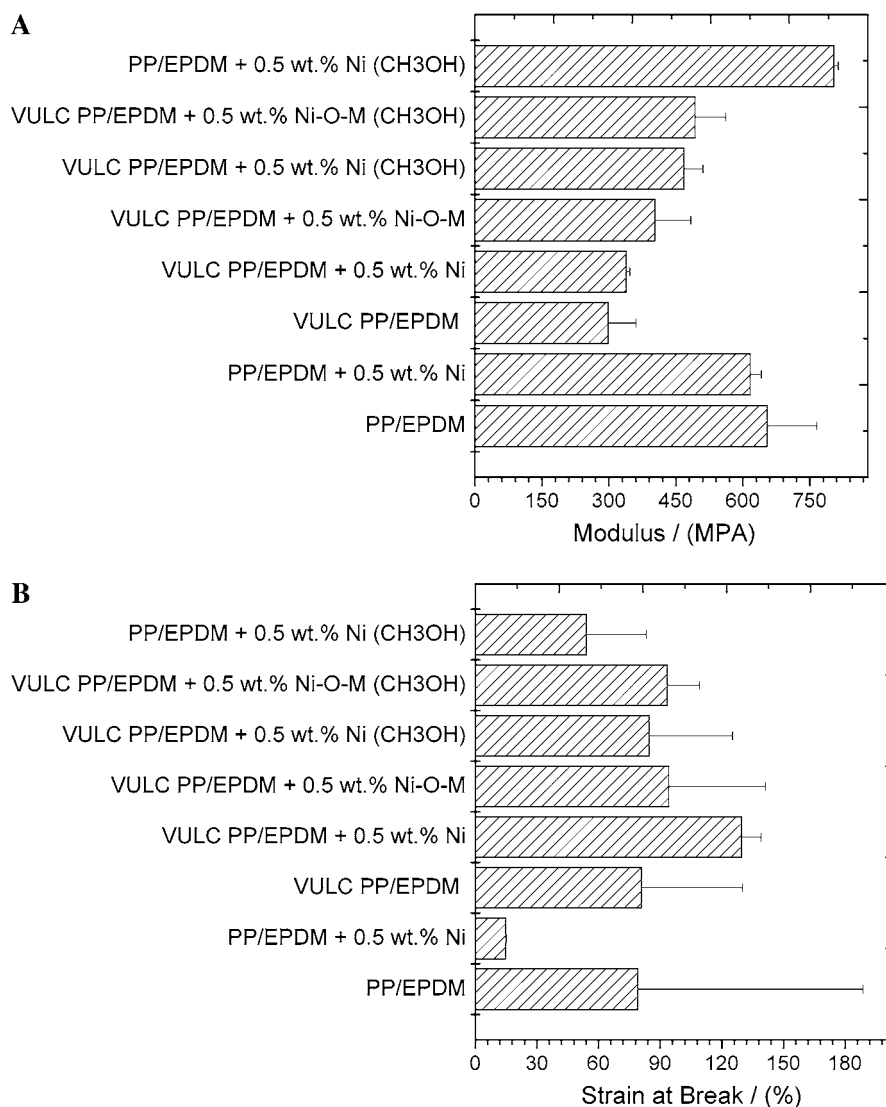 A
PP/EPDM + 0.5 wt.% Ni (CH3OH)
VULC PP/EPDM + 0.5 wt.% Ni-O-M (CH3OH)
VULC PP/EPDM + 0.5 wt.% Ni (CH3OH)
VULC PP/EPDM + 0.5 wt.% Ni-O-M
VULC PP/EPDM + 0.5 wt.% Ni
VULC PP/EPDM
PP/EPDM + 0.5 wt.% Ni
PP/EPDM
0 150 300 450 600 750
Modulus / (MPA)
B
PP/EPDM + 0.5 wt.% Ni (CH3OH)
VULC PP/EPDM + 0.5 wt.% Ni-O-M (CH3OH)
VULC PP/EPDM + 0.5 wt.% Ni (CH3OH)
VULC PP/EPDM + 0.5 wt.% Ni-O-M
VULC PP/EPDM + 0.5 wt.% Ni
VULC PP/EPDM
PP/EPDM + 0.5 wt.% Ni
PP/EPDM
0 30 60 90 120 150 180
Strain at Break / (%)